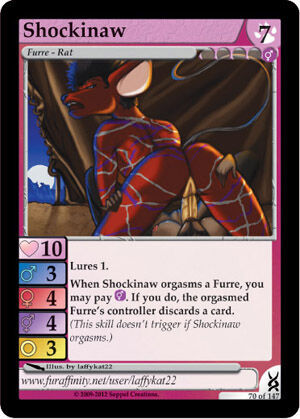 Shockinaw
7
Furre - Rat
10
3
4
4
3
Lures 1.
When Shockinaw orgasms a Furre, you
may pay ⚥. If you do, the orgasmed
Furre's controller discards a card.
(This skill doesn't trigger if Shockinaw
orgasms.)
Illus. by laffykat22
www.furaffinity.net/user/laffykat22
©2009-2012 Seppel Creations.
70 of 147